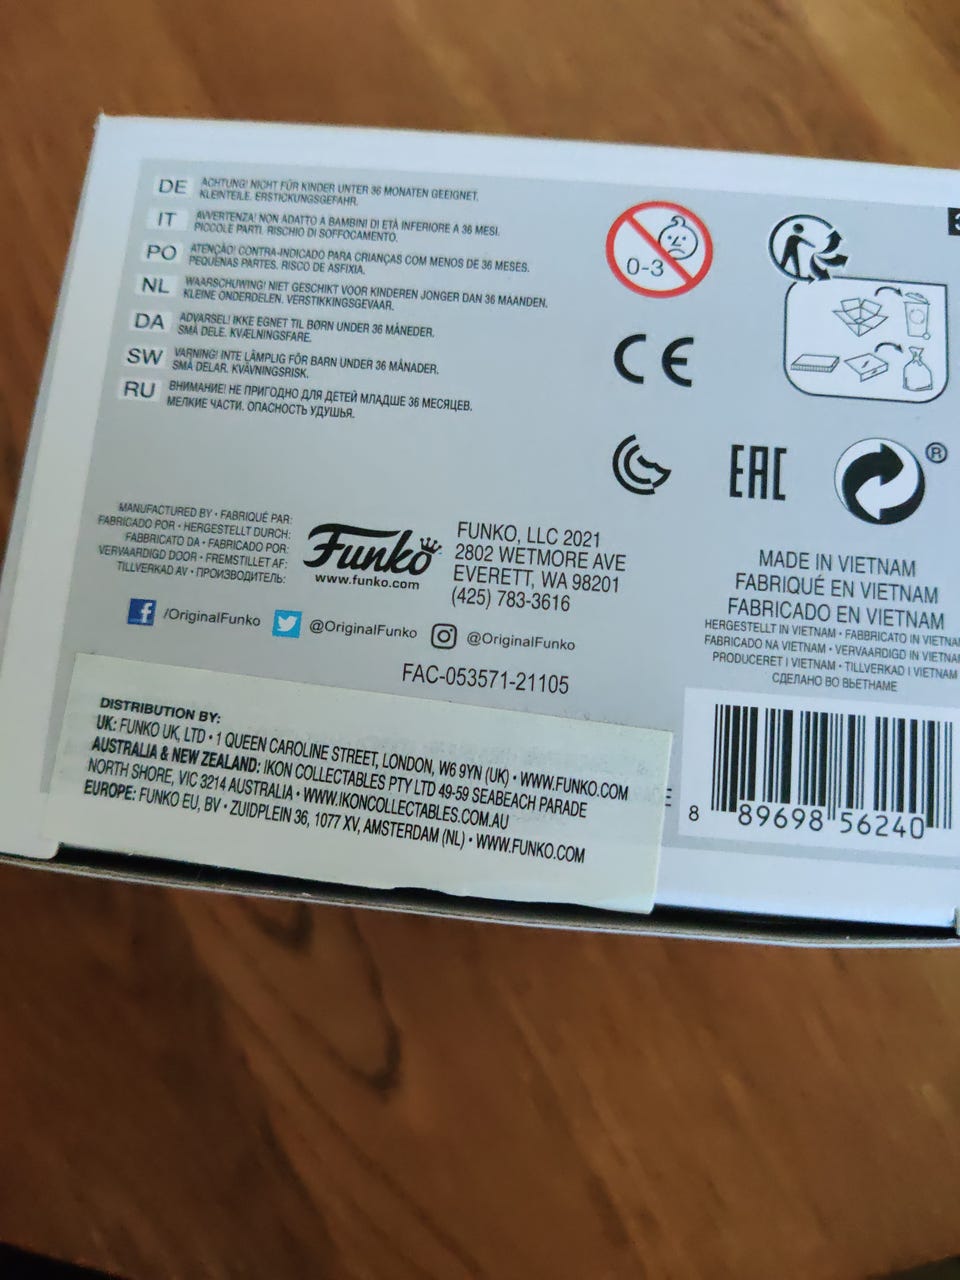 DE ACHTUNG! NICHT FÜR KINDER UNTER 36 MONATEN GEEIGNET.
KLEINTEILE. ERSTICKUNGSGEFAHR.
IT AVVERTENZA! NON ADATTO A BAMBINI DI ETÀ INFERIORE A 36 MESI.
PICCOLE PARTI. RISCHIO DI SOFFOCAMENTO.
PO ATENÇÃO! CONTRA-INDICADO PARA CRIANÇAS COM MENOS DE 36 MESES.
PEQUENAS PARTES. RISCO DE ASFIXIA.
NL WAARSCHUWING! NIET GESCHIKT VOOR KINDEREN JONGER DAN 36 MAANDEN.
KLEINE ONDERDELEN. VERSTIKKINGSGEVAAR.
DA ADVARSEL! IKKE EGNET TIL BØRN UNDER 36 MÅNEDER.
SMÅ DELE. KVÆLNINGSFARE.
SW VARNING! INTE LÄMPLIG FÖR BARN UNDER 36 MÅNADER.
SMÅ DELAR. KVÄVNINGSRISK.
RU ВНИМАНИЕ! НЕ ПРИГОДНО ДЛЯ ДЕТЕЙ МЛАДШЕ 36 МЕСЯЦЕВ.
МЕЛКИЕ ЧАСТИ. ОПАСНОСТЬ УДУШЬЯ.
0-3
CE
EAC
®
MANUFACTURED BY • FABRIQUÉ PAR:
FABRICADO POR • HERGESTELLT DURCH:
FABBRICATO DA • FABRICADO POR:
VERVAARDIGD DOOR • FREMSTILLET AF:
TILLVERKAD AV • ПРОИЗВОДИТЕЛЬ:
Funko
www.funko.com
FUNKO, LLC 2021
2802 WETMORE AVE
EVERETT, WA 98201
(425) 783-3616
/OriginalFunko @OriginalFunko @OriginalFunko
FAC-053571-21105
MADE IN VIETNAM
FABRIQUÉ EN VIETNAM
FABRICADO EN VIETNAM
HERGESTELLT IN VIETNAM • FABBRICATO IN VIETNAM
FABRICADO NA VIETNAM • VERVAARDIGD IN VIETNAM
PRODUCERET I VIETNAM • TILLVERKAD I VIETNAM
СДЕЛАНО ВО ВЬЕТНАМЕ
DISTRIBUTION BY:
UK: FUNKO UK, LTD • 1 QUEEN CAROLINE STREET, LONDON, W6 9YN (UK) • WWW.FUNKO.COM
AUSTRALIA & NEW ZEALAND: IKON COLLECTABLES PTY LTD 49-59 SEABEACH PARADE
NORTH SHORE, VIC 3214 AUSTRALIA • WWW.IKONCOLLECTABLES.COM.AU
EUROPE: FUNKO EU, BV • ZUIDPLEIN 36, 1077 XV, AMSTERDAM (NL) • WWW.FUNKO.COM
8 89698 56240